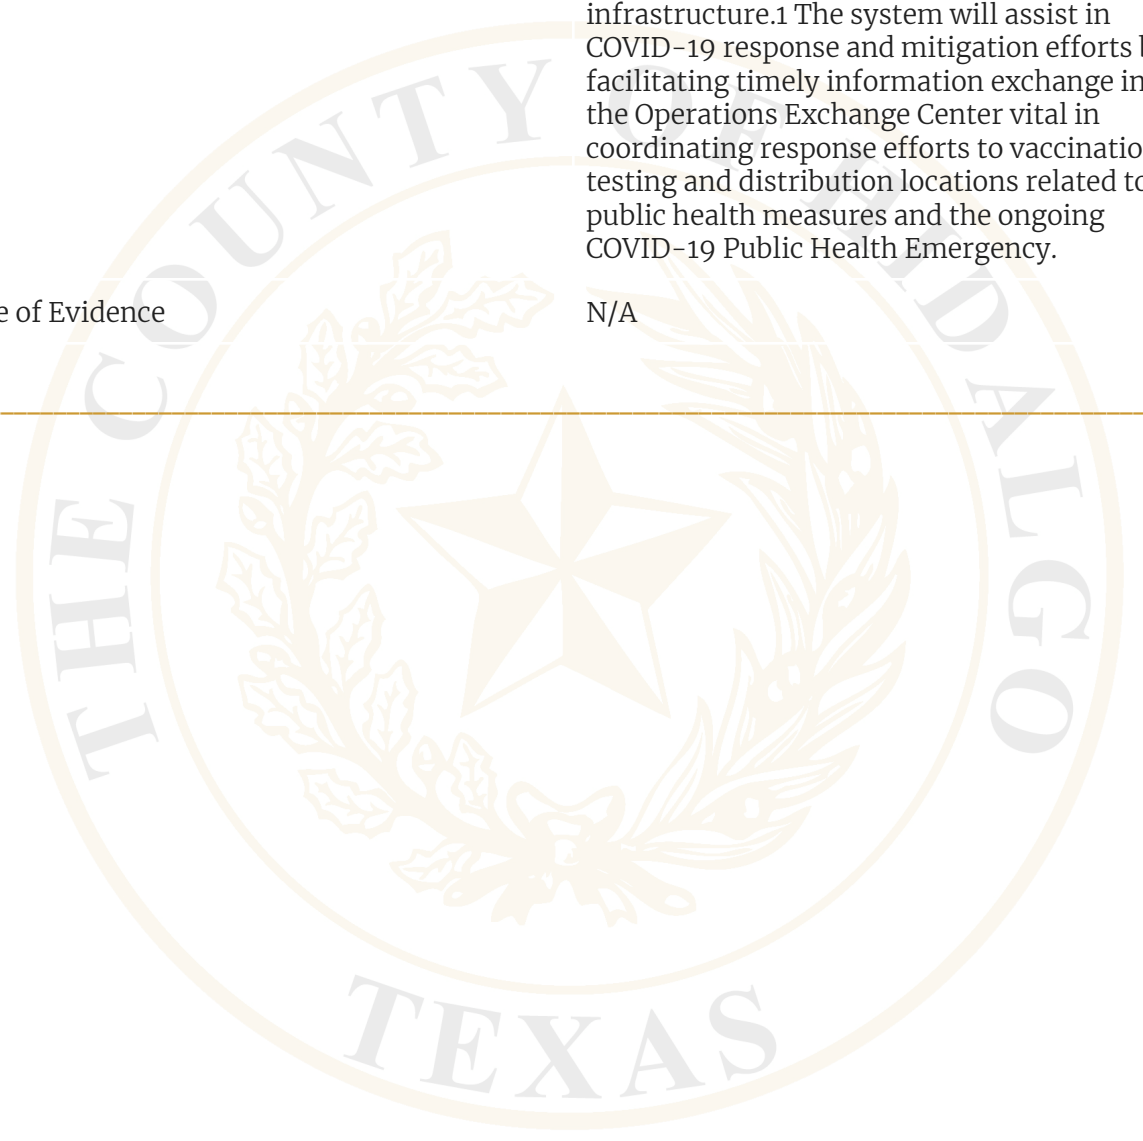 infrastructure.1 The system will assist in
COVID-19 response and mitigation efforts
facilitating timely information exchange in
the Operations Exchange Center vital in
coordinating response efforts to vaccinatio
testing and distribution locations related to
public health measures and the ongoing
COVID-19 Public Health Emergency.
e of Evidence
N/A
THE COUNTY OF HIDALGO
TEXAS